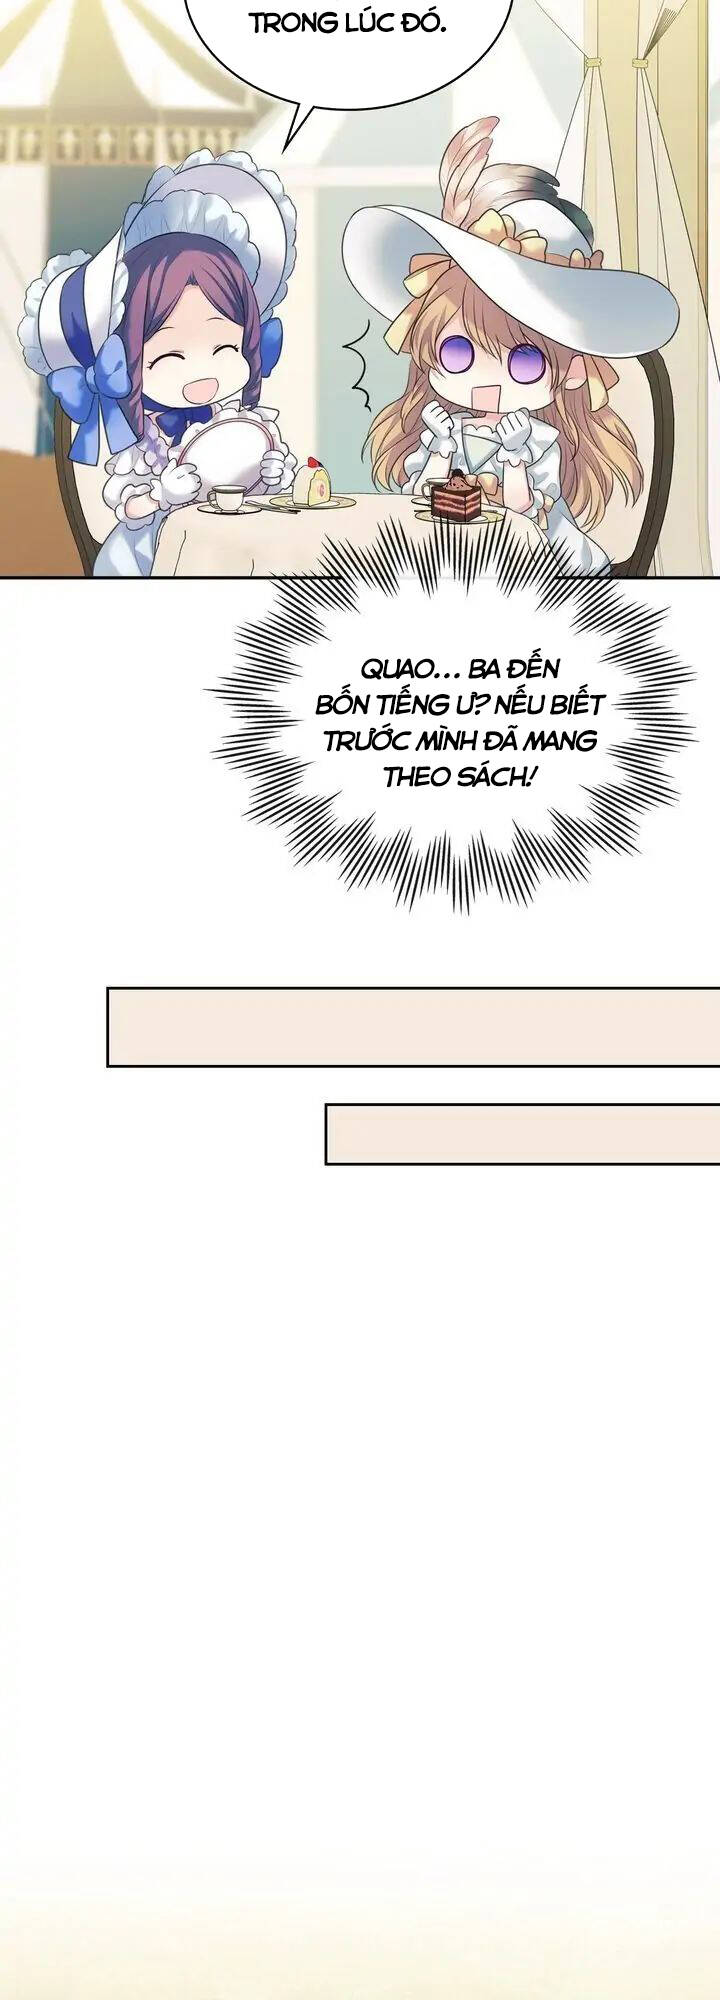 TRONG LÚC ĐÓ.
QUAO... BA ĐẾN
BỐN TIẾNG Ư? NẾU BIẾT
TRƯỚC MÌNH ĐÃ MANG
THEO SÁCH!